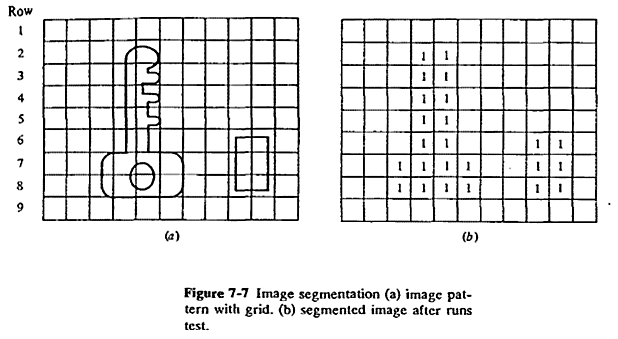 Row
1
2
3
4
5
6
7
8
9
1 1
1 1
1 1
1 1
1 1 1 1
1 1 1 1 1 1
1 1 1 1 1 1
(a)
(b)
Figure 7-7 Image segmentation (a) image pat-
tern with grid. (b) segmented image after runs
test.